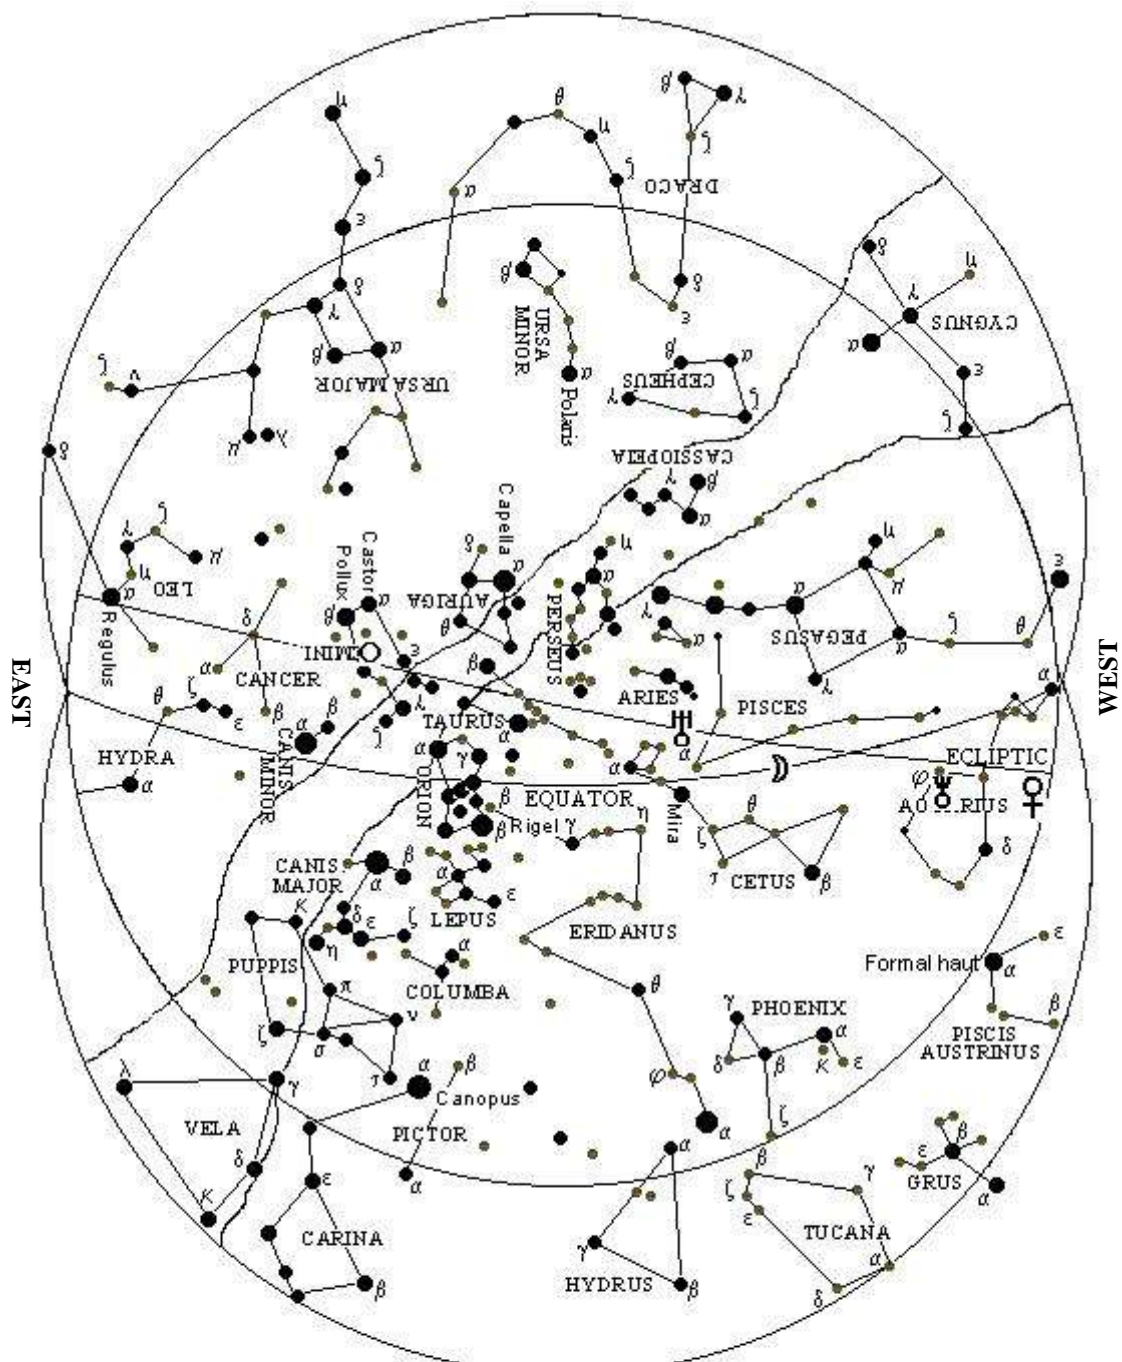 DRACO
URSA
MINOR
CYGNUS
URSA MAJOR
CEPHEUS
Polaris
CASSIOPEIA
Capella
Castor
Pollux
LEO
AURIGA
PERSEUS
PEGASUS
Regulus
MINI
EAST
WEST
CANCER
ARIES
PISCES
TAURUS
HYDRA
CANIS
MINOR
ORION
ECLIPTIC
EQUATOR
Rigel
Mira
CETUS
CANIS
MAJOR
LEPUS
ERIDANUS
PUPPIS
COLUMBA
Formal haut
PHOENIX
PISCIS
AUSTRINUS
Canopus
VELA
PICTOR
GRUS
CARINA
TUCANA
HYDRUS